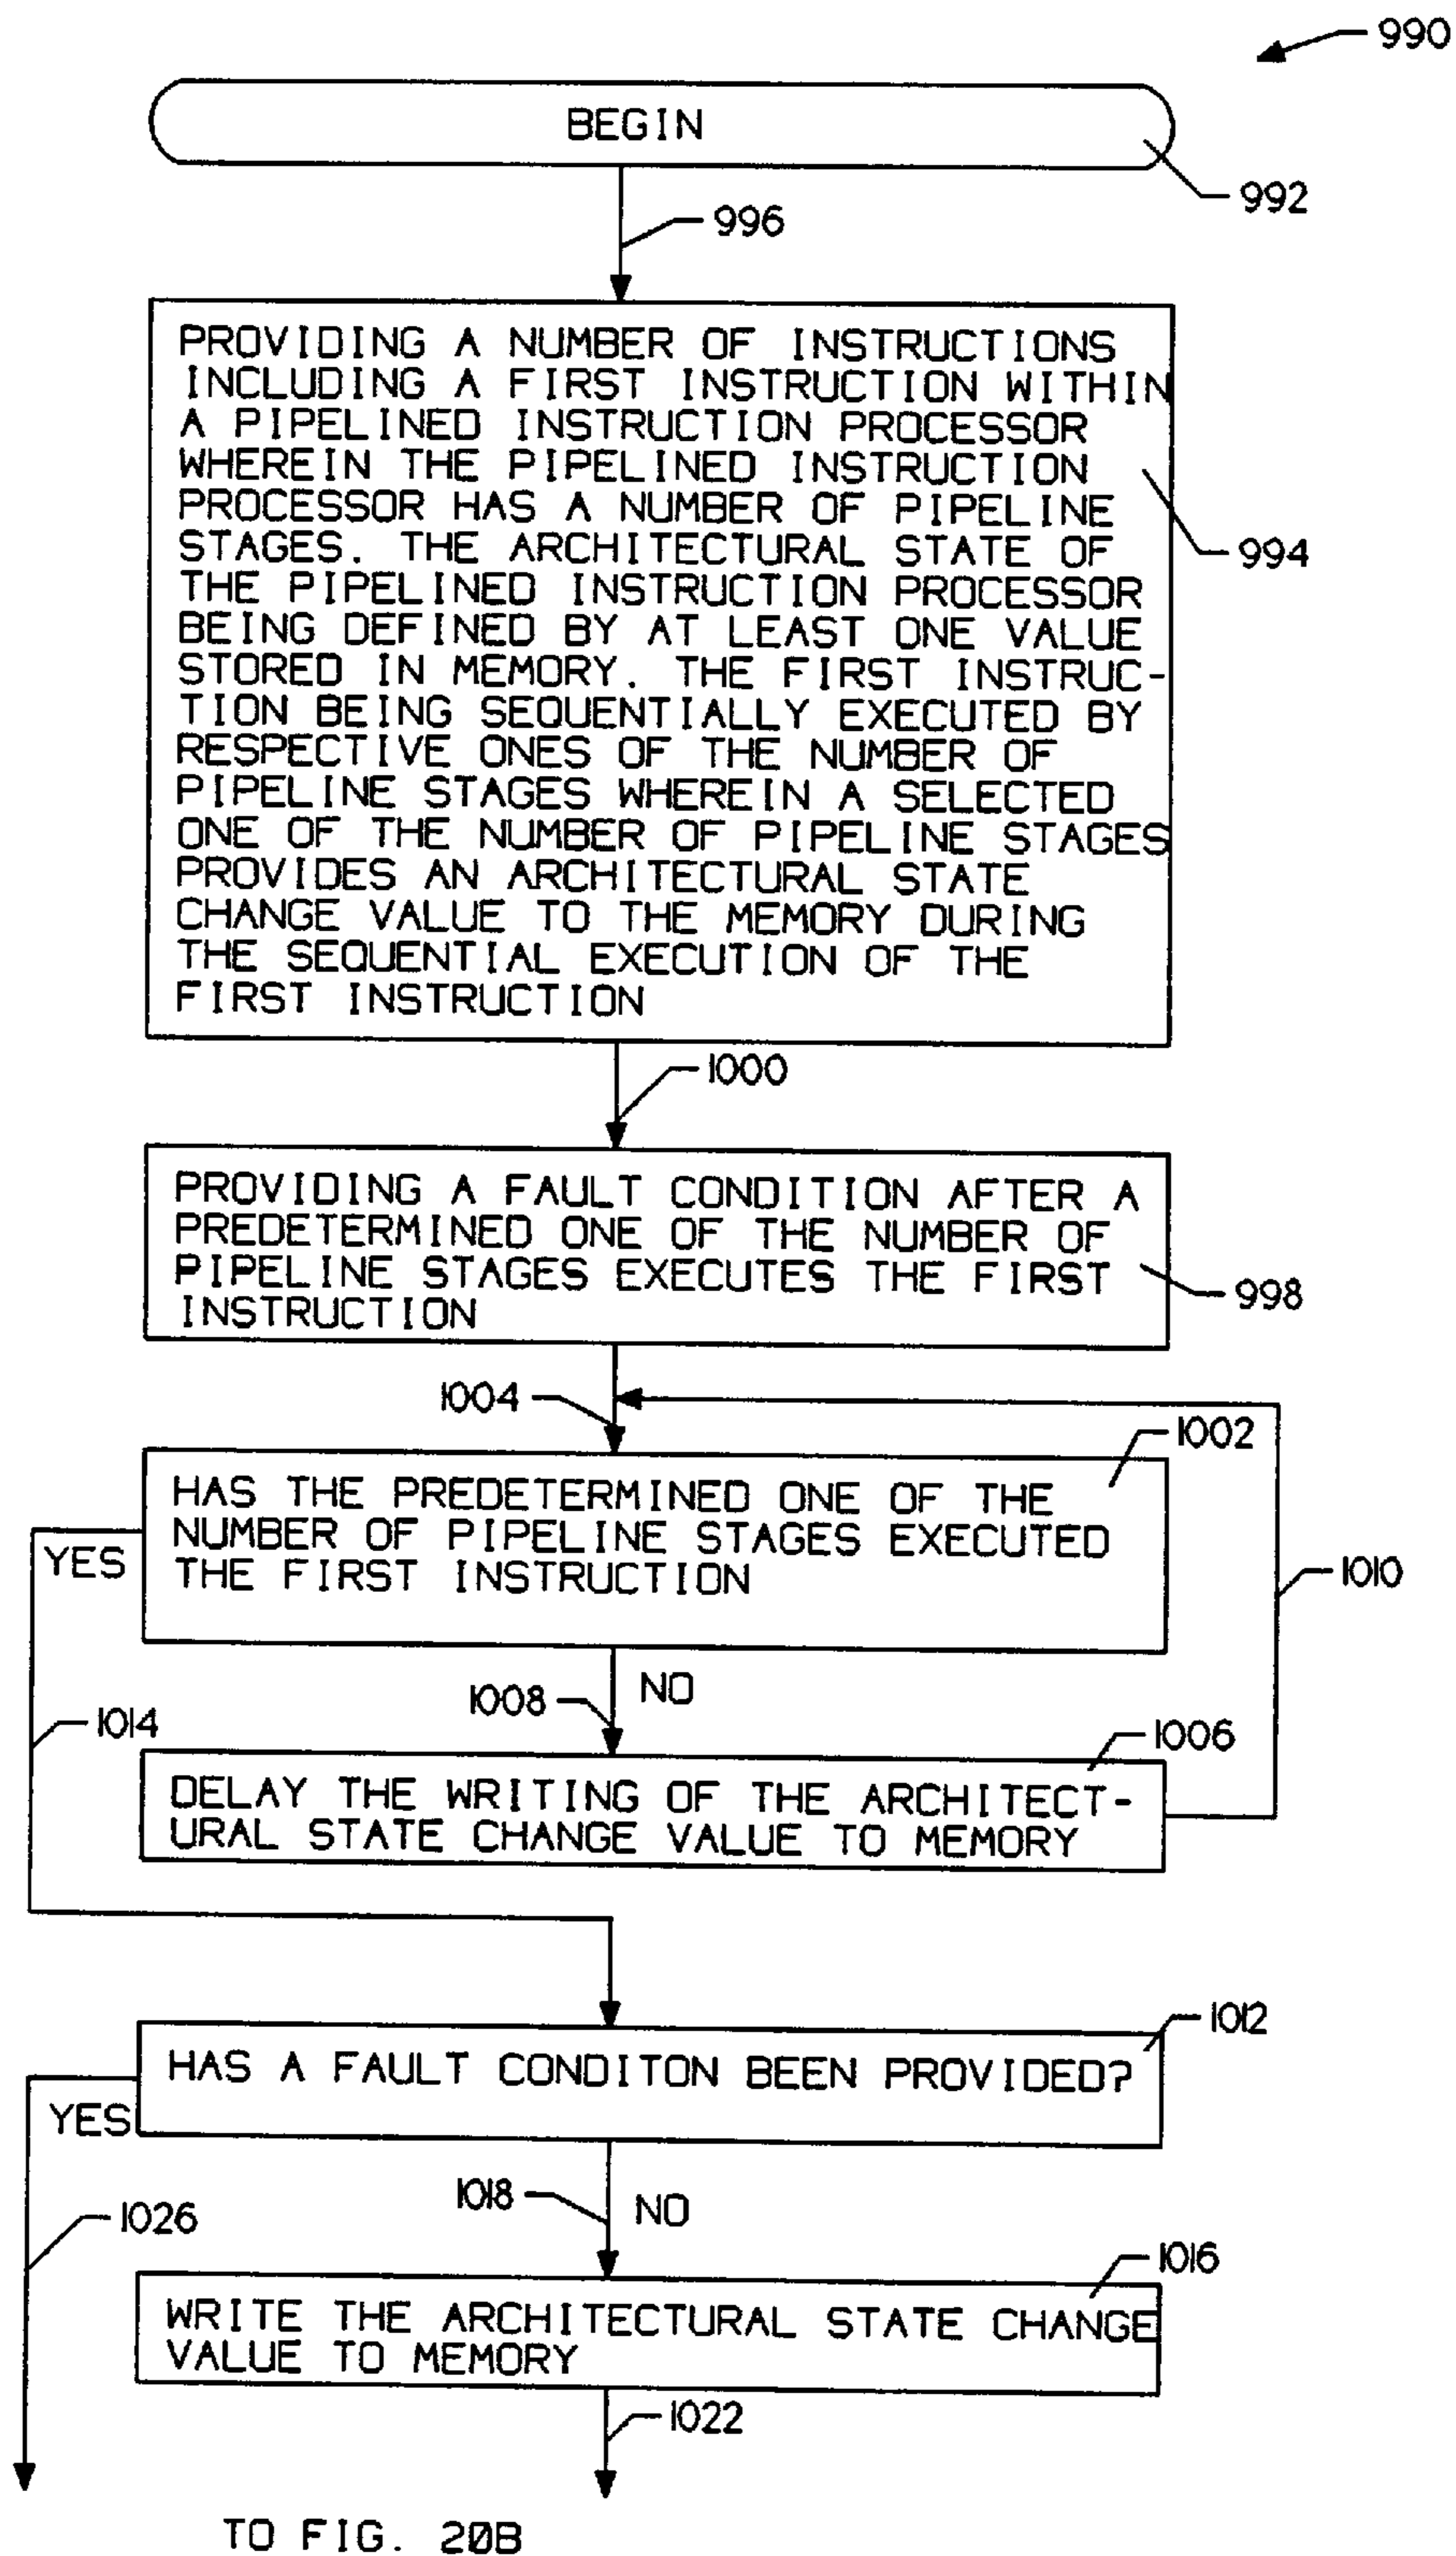 990
BEGIN
992
996
PROVIDING A NUMBER OF INSTRUCTIONS
INCLUDING A FIRST INSTRUCTION WITHIN
A PIPELINED INSTRUCTION PROCESSOR
WHEREIN THE PIPELINED INSTRUCTION
PROCESSOR HAS A NUMBER OF PIPELINE
STAGES. THE ARCHITECTURAL STATE OF
THE PIPELINED INSTRUCTION PROCESSOR
BEING DEFINED BY AT LEAST ONE VALUE
STORED IN MEMORY. THE FIRST INSTRUC-
TION BEING SEQUENTIALLY EXECUTED BY
RESPECTIVE ONES OF THE NUMBER OF
PIPELINE STAGES WHEREIN A SELECTED
ONE OF THE NUMBER OF PIPELINE STAGES
PROVIDES AN ARCHITECTURAL STATE
CHANGE VALUE TO THE MEMORY DURING
THE SEQUENTIAL EXECUTION OF THE
FIRST INSTRUCTION
994
1000
PROVIDING A FAULT CONDITION AFTER A
PREDETERMINED ONE OF THE NUMBER OF
PIPELINE STAGES EXECUTES THE FIRST
INSTRUCTION
998
1004
1002
HAS THE PREDETERMINED ONE OF THE
NUMBER OF PIPELINE STAGES EXECUTED
THE FIRST INSTRUCTION
YES
1010
1008
NO
1014
1006
DELAY THE WRITING OF THE ARCHITECT-
URAL STATE CHANGE VALUE TO MEMORY
1012
HAS A FAULT CONDITON BEEN PROVIDED?
YES
1018
NO
1026
1016
WRITE THE ARCHITECTURAL STATE CHANGE
VALUE TO MEMORY
1022
TO FIG. 20B